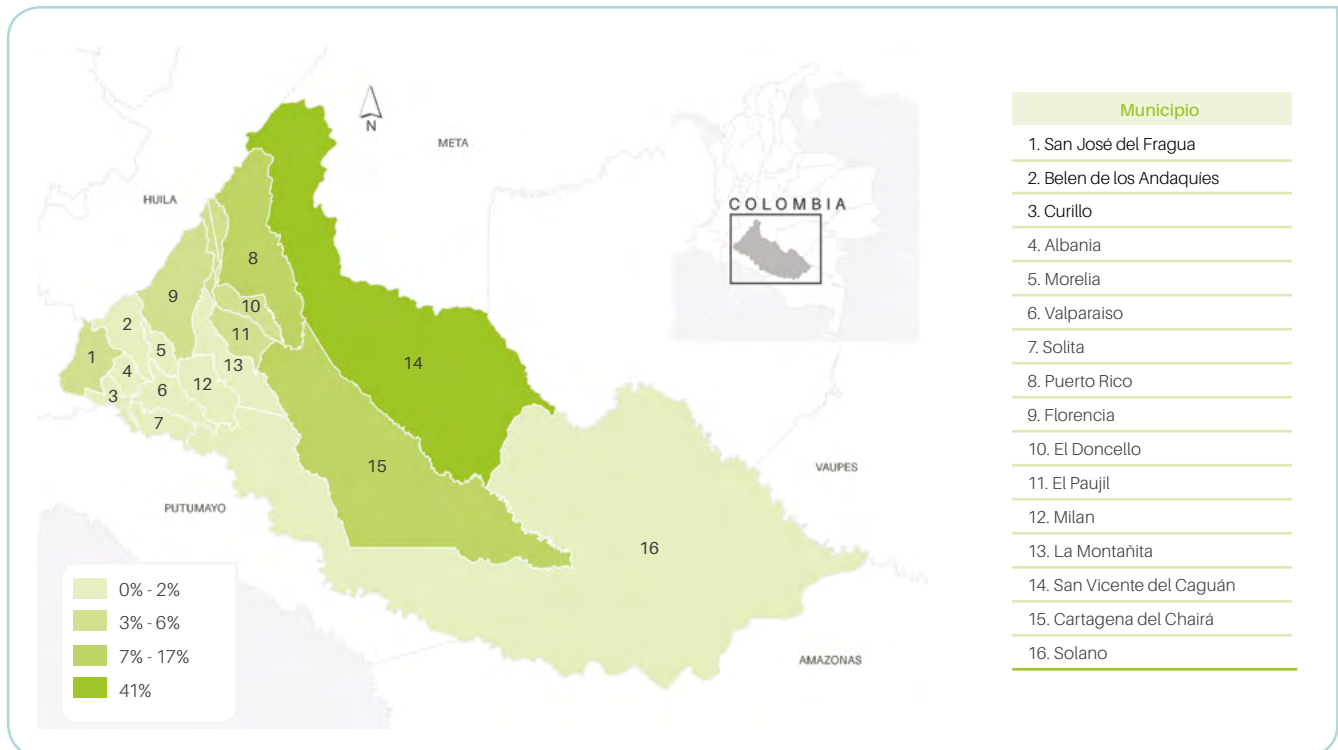 N
META
HUILA
COLOMBIA
8
9
10
2
11
5
1
14
13
4
12
6
3
7
15
VAUPES
PUTUMAYO
16
AMAZONAS
0% - 2%
3% - 6%
7% - 17%
41%
Municipio
1. San José del Fragua
2. Belen de los Andaquíes
3. Curillo
4. Albania
5. Morelia
6. Valparaiso
7. Solita
8. Puerto Rico
9. Florencia
10. El Doncello
11. El Paujil
12. Milan
13. La Montañita
14. San Vicente del Caguán
15. Cartagena del Chairá
16. Solano